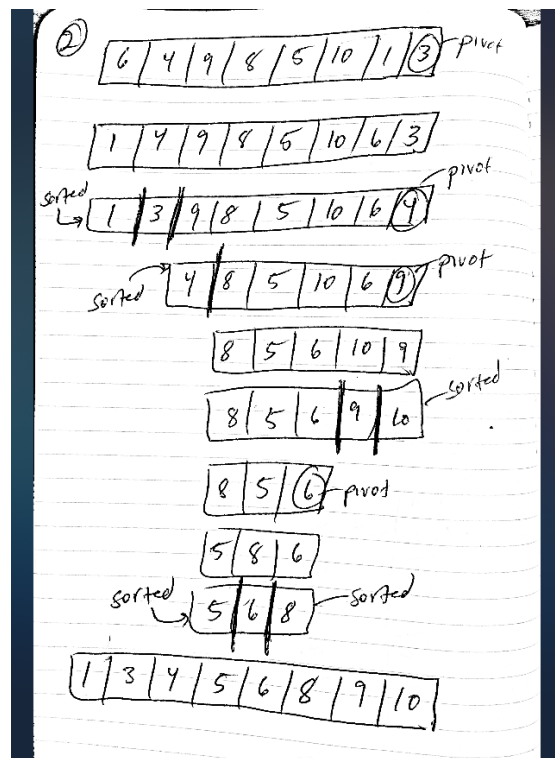 2
6 4 9 8 5 10 1 3 pivot
1 4 9 8 5 10 6 3
sorted 1 3 9 8 5 10 6 4 pivot
sorted 4 8 5 10 6 9 pivot
8 5 6 10 9
8 5 6 9 10 sorted
8 5 6 pivot
5 8 6
sorted 5 6 8 sorted
1 3 4 5 6 8 9 10